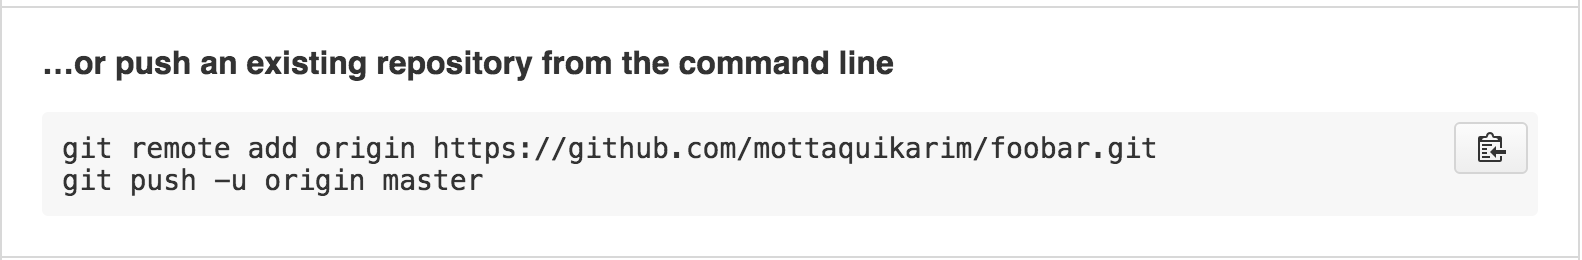 ...or push an existing repository from the command line
git remote add origin https://github.com/mottaquikarim/foobar.git
git push -u origin master